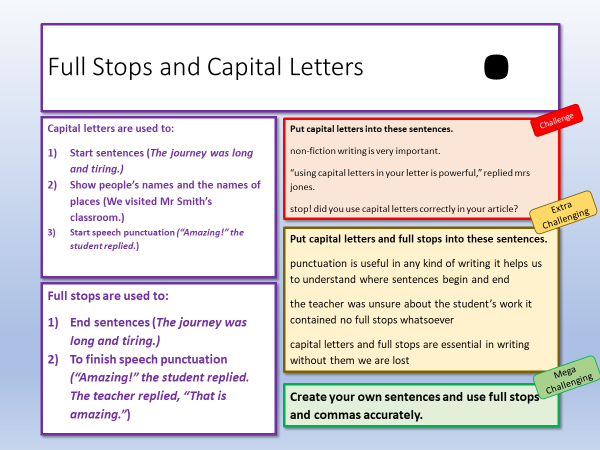 Full Stops and Capital Letters
Capital letters are used to:
1) Start sentences (The journey was long
and tiring.)
2) Show people’s names and the names of
places (We visited Mr Smith’s
classroom.)
3) Start speech punctuation (“Amazing!” the
student replied.)
Full stops are used to:
1) End sentences (The journey was
long and tiring.)
2) To finish speech punctuation
(“Amazing!” the student replied.
The teacher replied, “That is
amazing.”)
Challenge
Put capital letters into these sentences.
non-fiction writing is very important.
“using capital letters in your letter is powerful,” replied mrs
jones.
stop! did you use capital letters correctly in your article?
Extra
Challenging
Put capital letters and full stops into these sentences.
punctuation is useful in any kind of writing it helps us
to understand where sentences begin and end
the teacher was unsure about the student’s work it
contained no full stops whatsoever
capital letters and full stops are essential in writing
without them we are lost
Mega
Challenging
Create your own sentences and use full stops
and commas accurately.